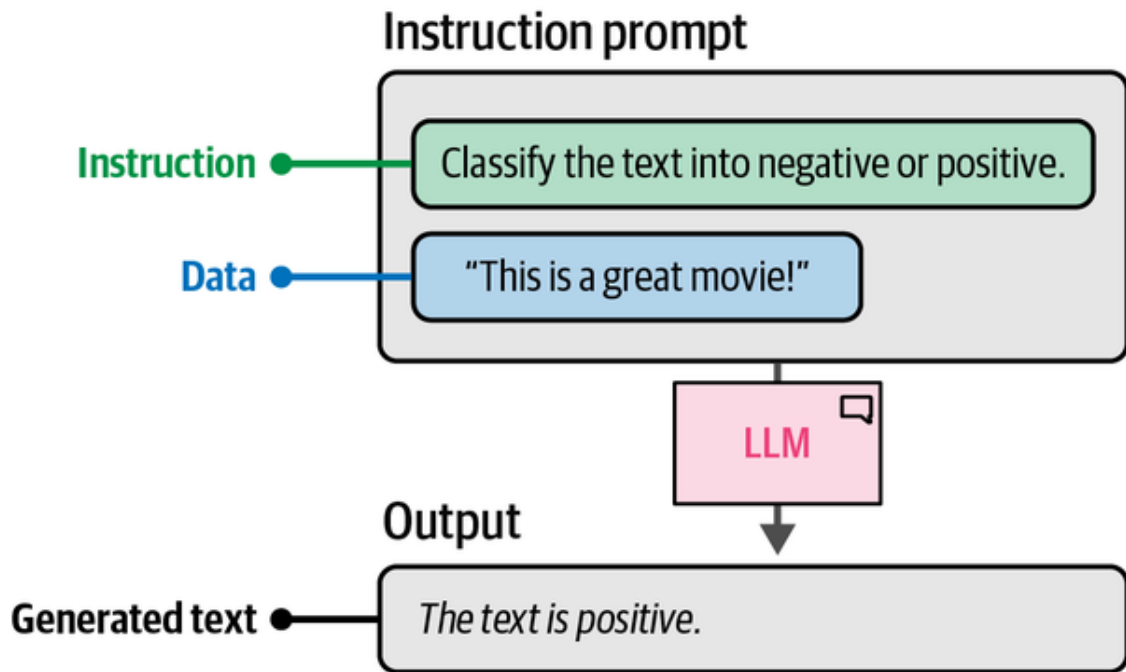 Instruction prompt
Instruction
Classify the text into negative or positive.
Data
“This is a great movie!”
LLM
Output
Generated text
The text is positive.